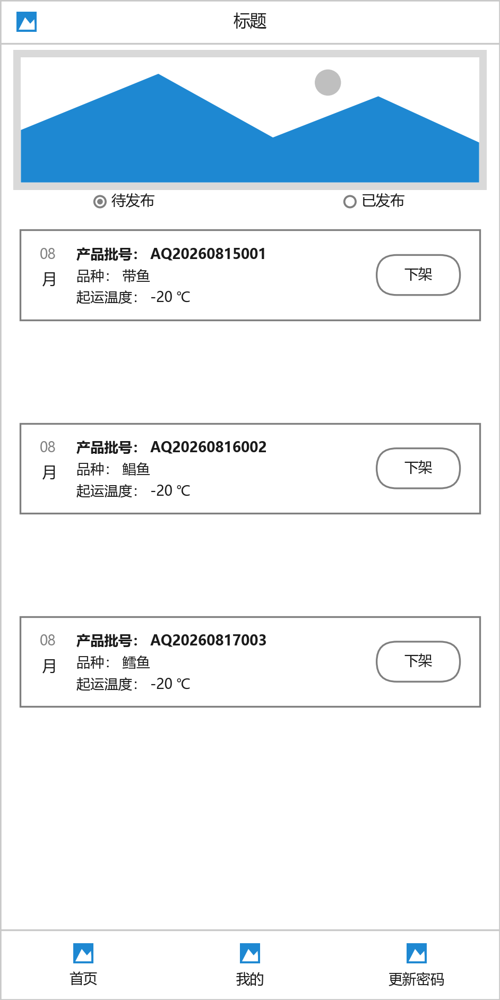 标题
待发布 已发布
08 产品批号： AQ20260815001
月 品种： 带鱼 下架
起运温度： -20 ℃
08 产品批号： AQ20260816002
月 品种： 鲳鱼 下架
起运温度： -20 ℃
08 产品批号： AQ20260817003
月 品种： 鳕鱼 下架
起运温度： -20 ℃
首页 我的 更新密码